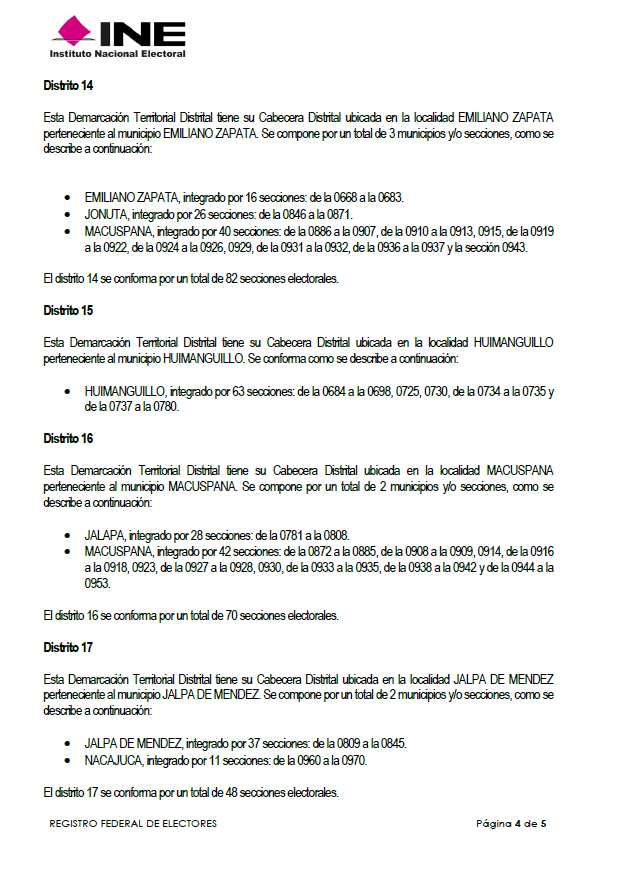 INE
Instituto Nacional Electoral
Distrito 14
Esta Demarcación Territorial Distrital tiene su Cabecera Distrital ubicada en la localidad EMILIANO ZAPATA
perteneciente al municipio EMILIANO ZAPATA. Se compone por un total de 3 municipios y/o secciones, como se
describe a continuación:
• EMILIANO ZAPATA, integrado por 16 secciones: de la 0668 a la 0683.
• JONUTA, integrado por 26 secciones: de la 0846 a la 0871.
• MACUSPANA, integrado por 40 secciones: de la 0886 a la 0907, de la 0910 a la 0913, 0915, de la 0919
a la 0922, de la 0924 a la 0926, 0929, de la 0931 a la 0932, de la 0936 a la 0937 y la sección 0943.
El distrito 14 se conforma por un total de 82 secciones electorales.
Distrito 15
Esta Demarcación Territorial Distrital tiene su Cabecera Distrital ubicada en la localidad HUIMANGUILLO
perteneciente al municipio HUIMANGUILLO. Se conforma como se describe a continuación:
• HUIMANGUILLO, integrado por 63 secciones: de la 0684 a la 0698, 0725, 0730, de la 0734 a la 0735 y
de la 0737 a la 0780.
Distrito 16
Esta Demarcación Territorial Distrital tiene su Cabecera Distrital ubicada en la localidad MACUSPANA
perteneciente al municipio MACUSPANA. Se compone por un total de 2 municipios y/o secciones, como se
describe a continuación:
• JALAPA, integrado por 28 secciones: de la 0781 a la 0808.
• MACUSPANA, integrado por 42 secciones: de la 0872 a la 0885, de la 0908 a la 0909, 0914, de la 0916
a la 0918, 0923, de la 0927 a la 0928, 0930, de la 0933 a la 0935, de la 0938 a la 0942 y de la 0944 a la
0953.
El distrito 16 se conforma por un total de 70 secciones electorales.
Distrito 17
Esta Demarcación Territorial Distrital tiene su Cabecera Distrital ubicada en la localidad JALPA DE MENDEZ
perteneciente al municipio JALPA DE MENDEZ. Se compone por un total de 2 municipios y/o secciones, como se
describe a continuación:
• JALPA DE MENDEZ, integrado por 37 secciones: de la 0809 a la 0845.
• NACAJUCA, integrado por 11 secciones: de la 0960 a la 0970.
El distrito 17 se conforma por un total de 48 secciones electorales.
REGISTRO FEDERAL DE ELECTORES Página 4 de 5